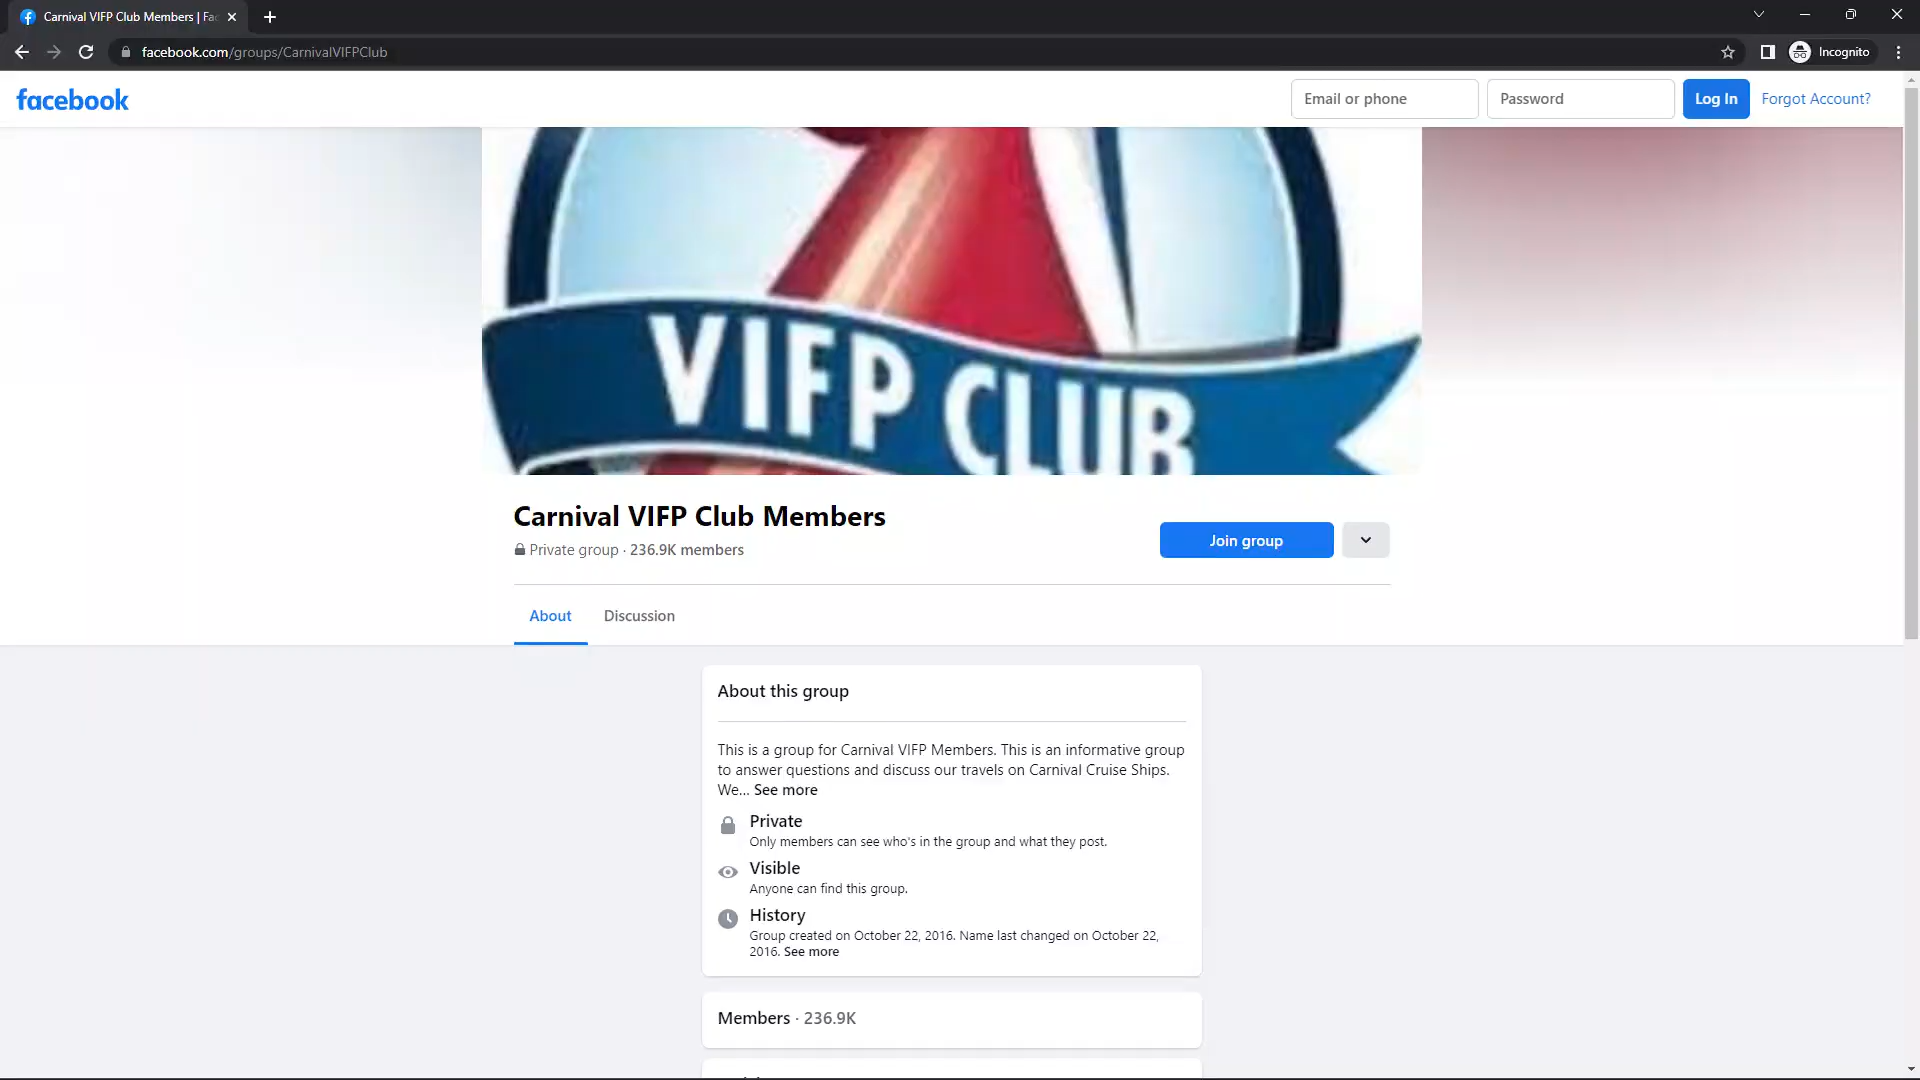 Carnival VIFP Club Members | Fac
facebook.com/groups/CarnivalVIFPClub
Incognito
facebook
Email or phone
Password
Log In
Forgot Account?
VIFP CLUB
Carnival VIFP Club Members
Private group · 236.9K members
Join group
About
Discussion
About this group
This is a group for Carnival VIFP Members. This is an informative group
to answer questions and discuss our travels on Carnival Cruise Ships.
We... See more
Private
Only members can see who's in the group and what they post.
Visible
Anyone can find this group.
History
Group created on October 22, 2016. Name last changed on October 22,
2016. See more
Members · 236.9K